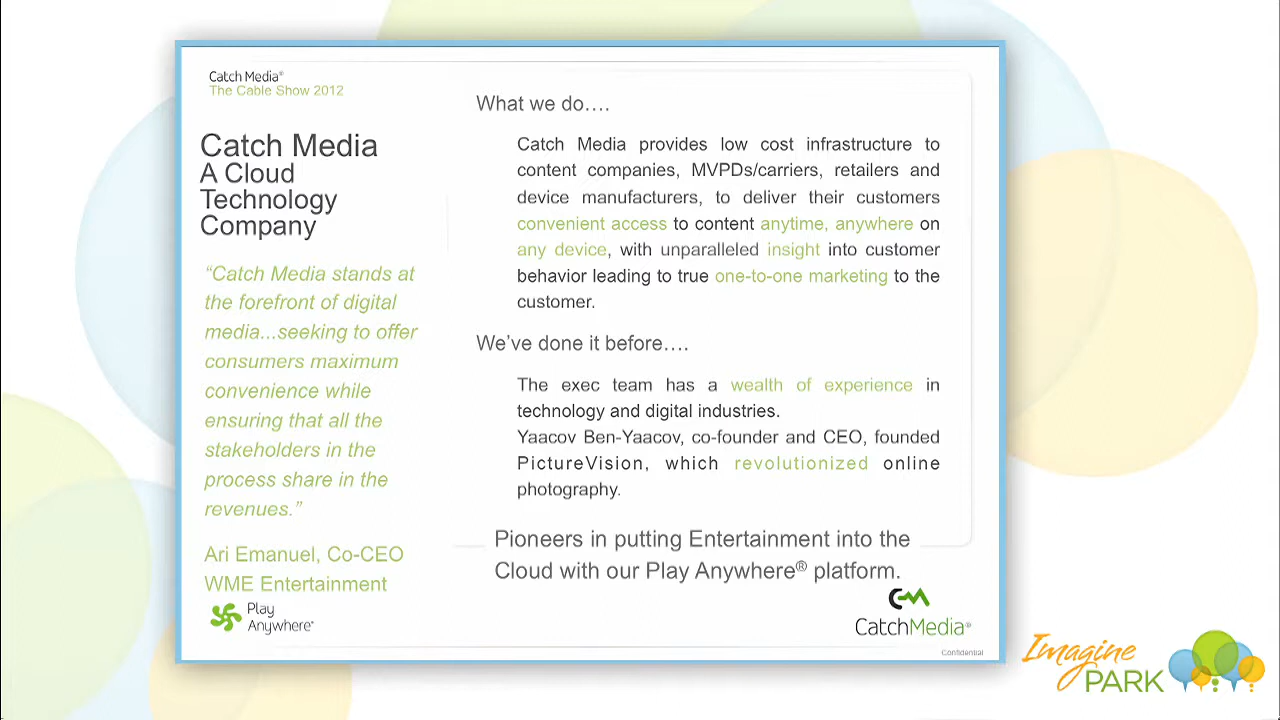 Catch Media®
The Cable Show 2012
Catch Media
A Cloud
Technology
Company
“Catch Media stands at
the forefront of digital
media...seeking to offer
consumers maximum
convenience while
ensuring that all the
stakeholders in the
process share in the
revenues.”
Ari Emanuel, Co-CEO
WME Entertainment
Play
Anywhere™
What we do….
Catch Media provides low cost infrastructure to
content companies, MVPDs/carriers, retailers and
device manufacturers, to deliver their customers
convenient access to content anytime, anywhere on
any device, with unparalleled insight into customer
behavior leading to true one-to-one marketing to the
customer.
We’ve done it before….
The exec team has a wealth of experience in
technology and digital industries.
Yaacov Ben-Yaacov, co-founder and CEO, founded
PictureVision, which revolutionized online
photography.
Pioneers in putting Entertainment into the
Cloud with our Play Anywhere® platform.
CM
CatchMedia®
Confidential
Imagine
PARK